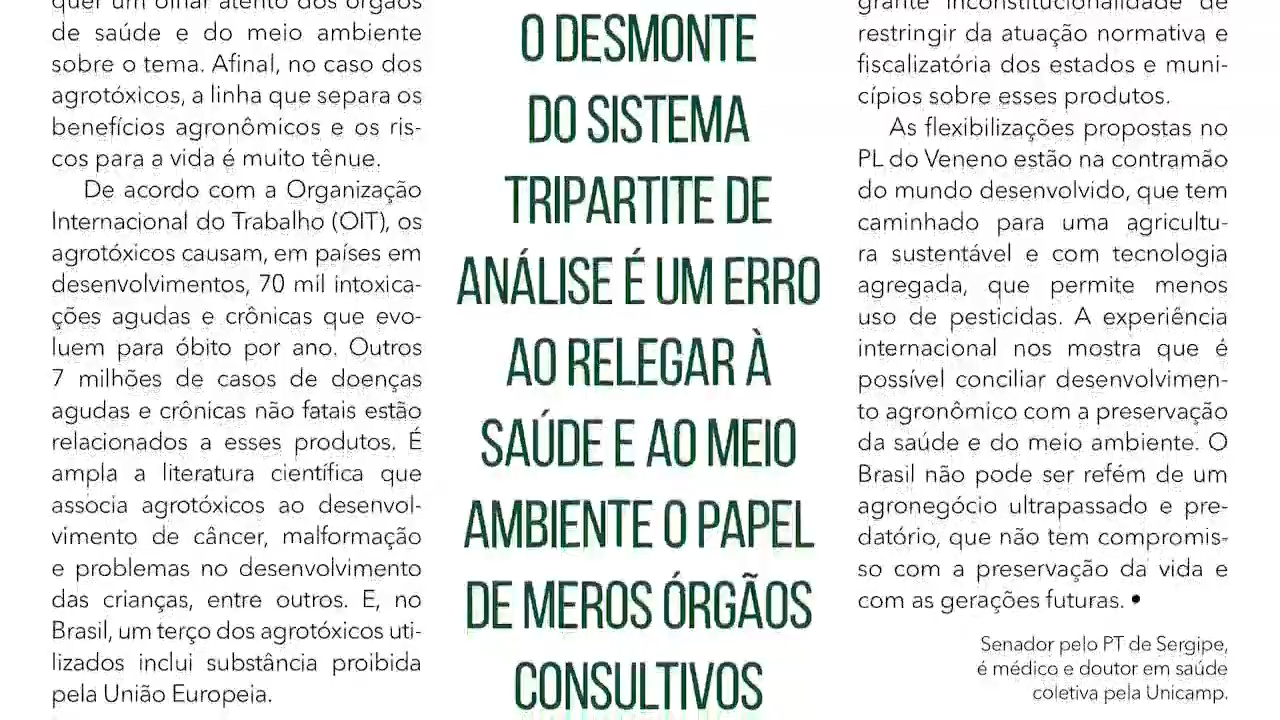 quer um olhar atento dos órgãos
de saúde e do meio ambiente
sobre o tema. Afinal, no caso dos
agrotóxicos, a linha que separa os
benefícios agronômicos e os ris-
cos para a vida é muito tênue.
De acordo com a Organização
Internacional do Trabalho (OIT), os
agrotóxicos causam, em países em
desenvolvimentos, 70 mil intoxica-
ções agudas e crônicas que evo-
luem para óbito por ano. Outros
7 milhões de casos de doenças
agudas e crônicas não fatais estão
relacionados a esses produtos. É
ampla a literatura científica que
associa agrotóxicos ao desenvol-
vimento de câncer, malformação
e problemas no desenvolvimento
das crianças, entre outros. E, no
Brasil, um terço dos agrotóxicos uti-
lizados inclui substância proibida
pela União Europeia.
O DESMONTE
DO SISTEMA
TRIPARTITE DE
ANÁLISE É UM ERRO
AO RELEGAR À
SAÚDE E AO MEIO
AMBIENTE O PAPEL
DE MEROS ÓRGÃOS
CONSULTIVOS
grante inconstitucionalidade de
restringir da atuação normativa e
fiscalizatória dos estados e muni-
cípios sobre esses produtos.
As flexibilizações propostas no
PL do Veneno estão na contramão
do mundo desenvolvido, que tem
caminhado para uma agricultu-
ra sustentável e com tecnologia
agregada, que permite menos
uso de pesticidas. A experiência
internacional nos mostra que é
possível conciliar desenvolvimen-
to agronômico com a preservação
da saúde e do meio ambiente. O
Brasil não pode ser refém de um
agronegócio ultrapassado e pre-
datório, que não tem compromis-
so com a preservação da vida e
com as gerações futuras. •
Senador pelo PT de Sergipe,
é médico e doutor em saúde
coletiva pela Unicamp.